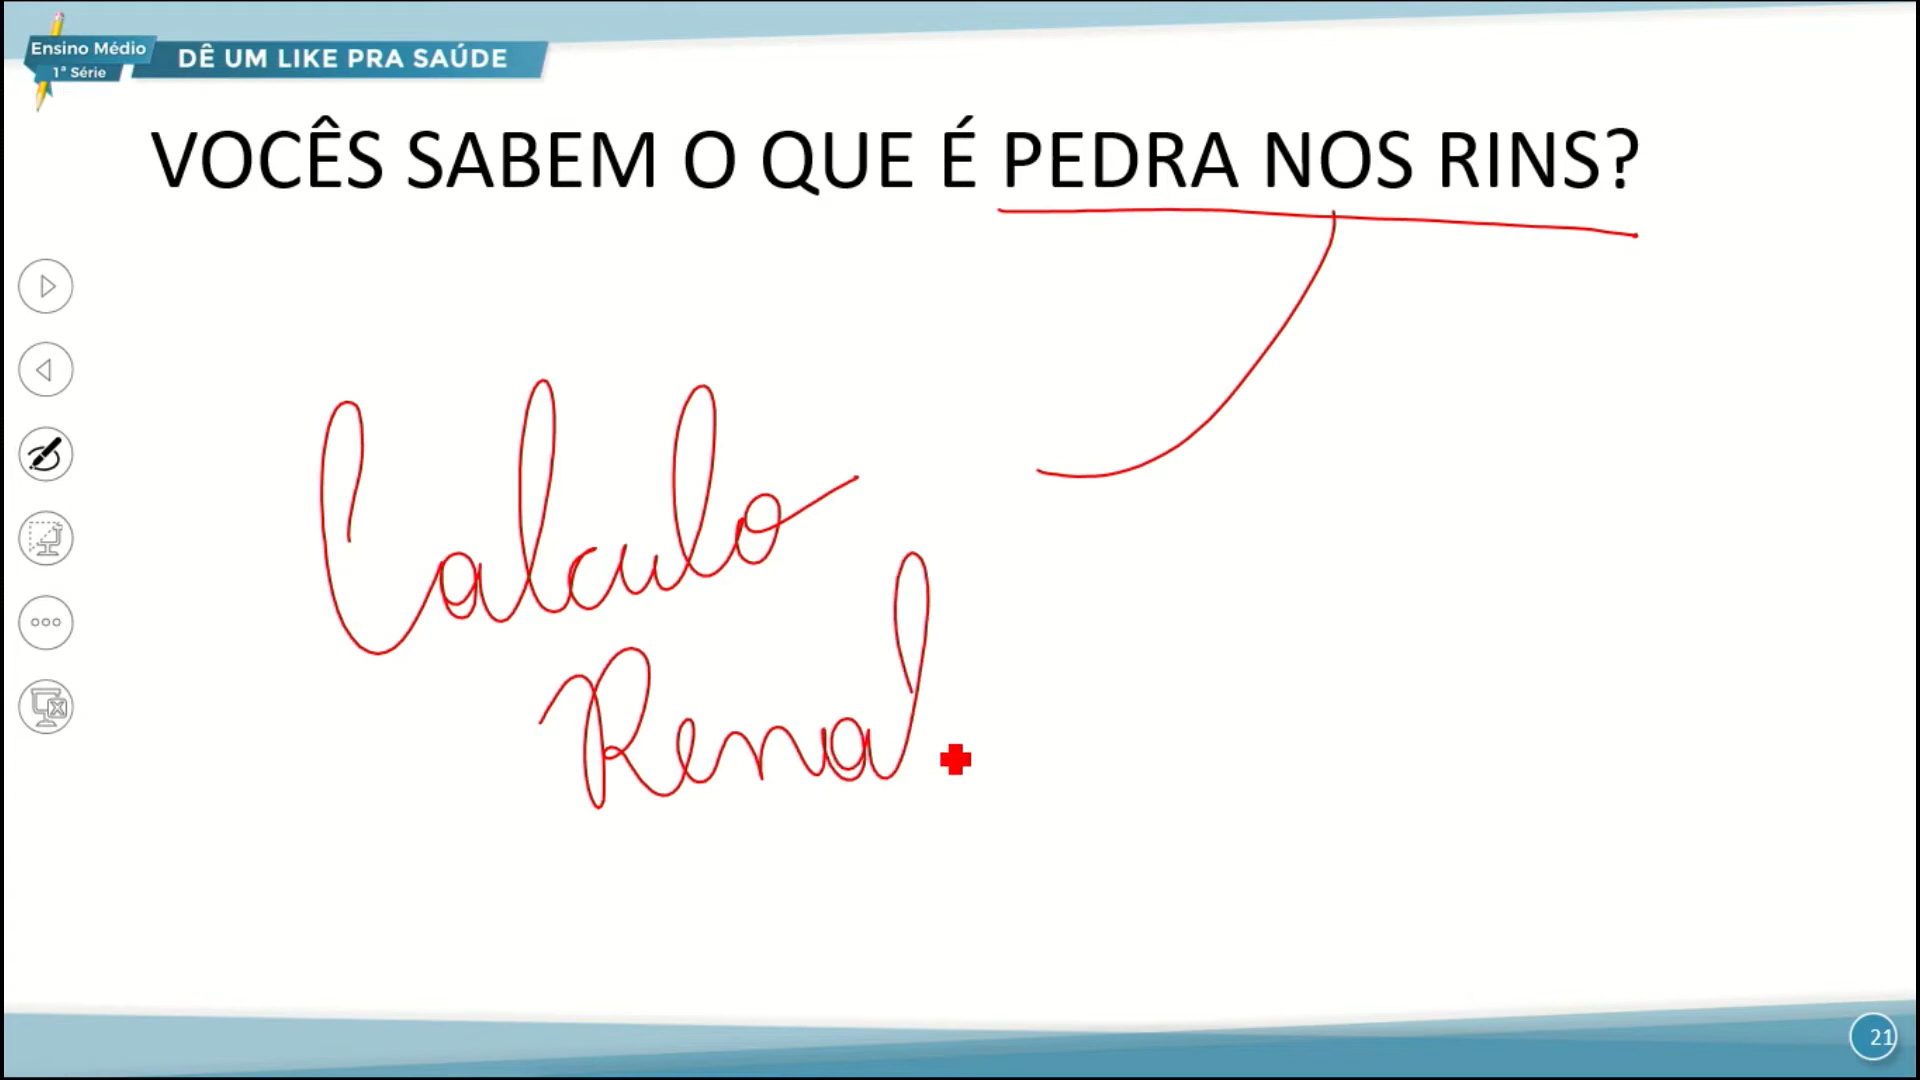 Ensino Médio
1ª Série
DÊ UM LIKE PRA SAÚDE
VOCÊS SABEM O QUE É PEDRA NOS RINS?
Calculo
Renal
21